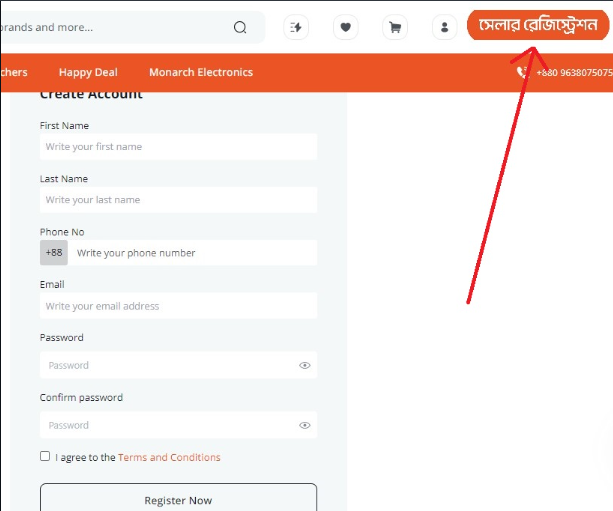 brands and more...
সেলার রেজিস্ট্রেশন
chers Happy Deal Monarch Electronics +880 9638075075
Create Account
First Name
Write your first name
Last Name
Write your last name
Phone No
+88 Write your phone number
Email
Write your email address
Password
Password
Confirm password
Password
I agree to the Terms and Conditions
Register Now